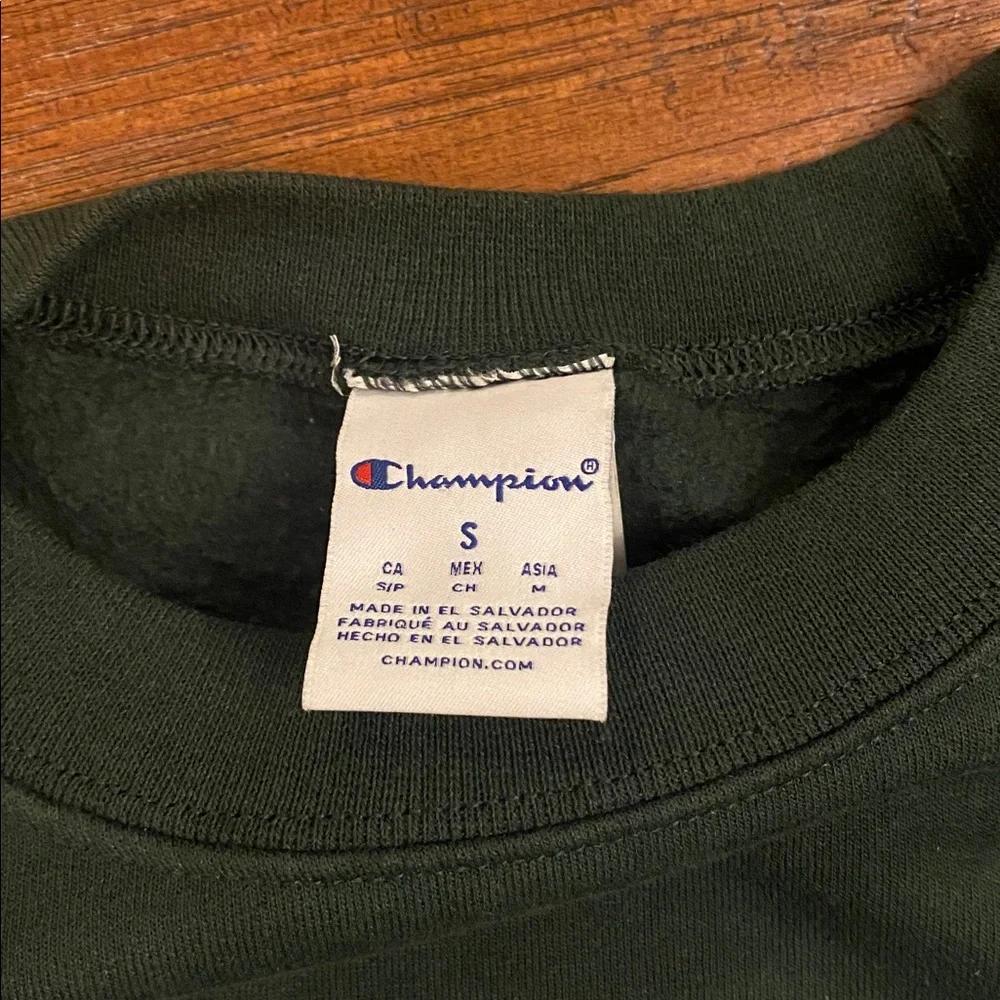 Champion®
S
CA MEX ASIA
S/P CH M
MADE IN EL SALVADOR
FABRIQUÉ AU SALVADOR
HECHO EN EL SALVADOR
CHAMPION.COM